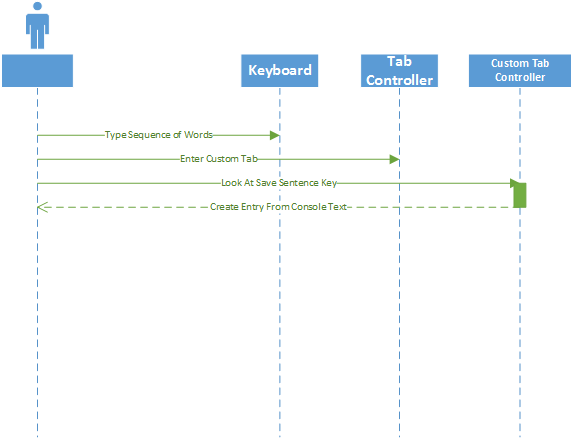 Keyboard
Tab
Controller
Custom Tab
Controller
Type Sequence of Words
Enter Custom Tab
Look At Save Sentence Key
Create Entry From Console Text